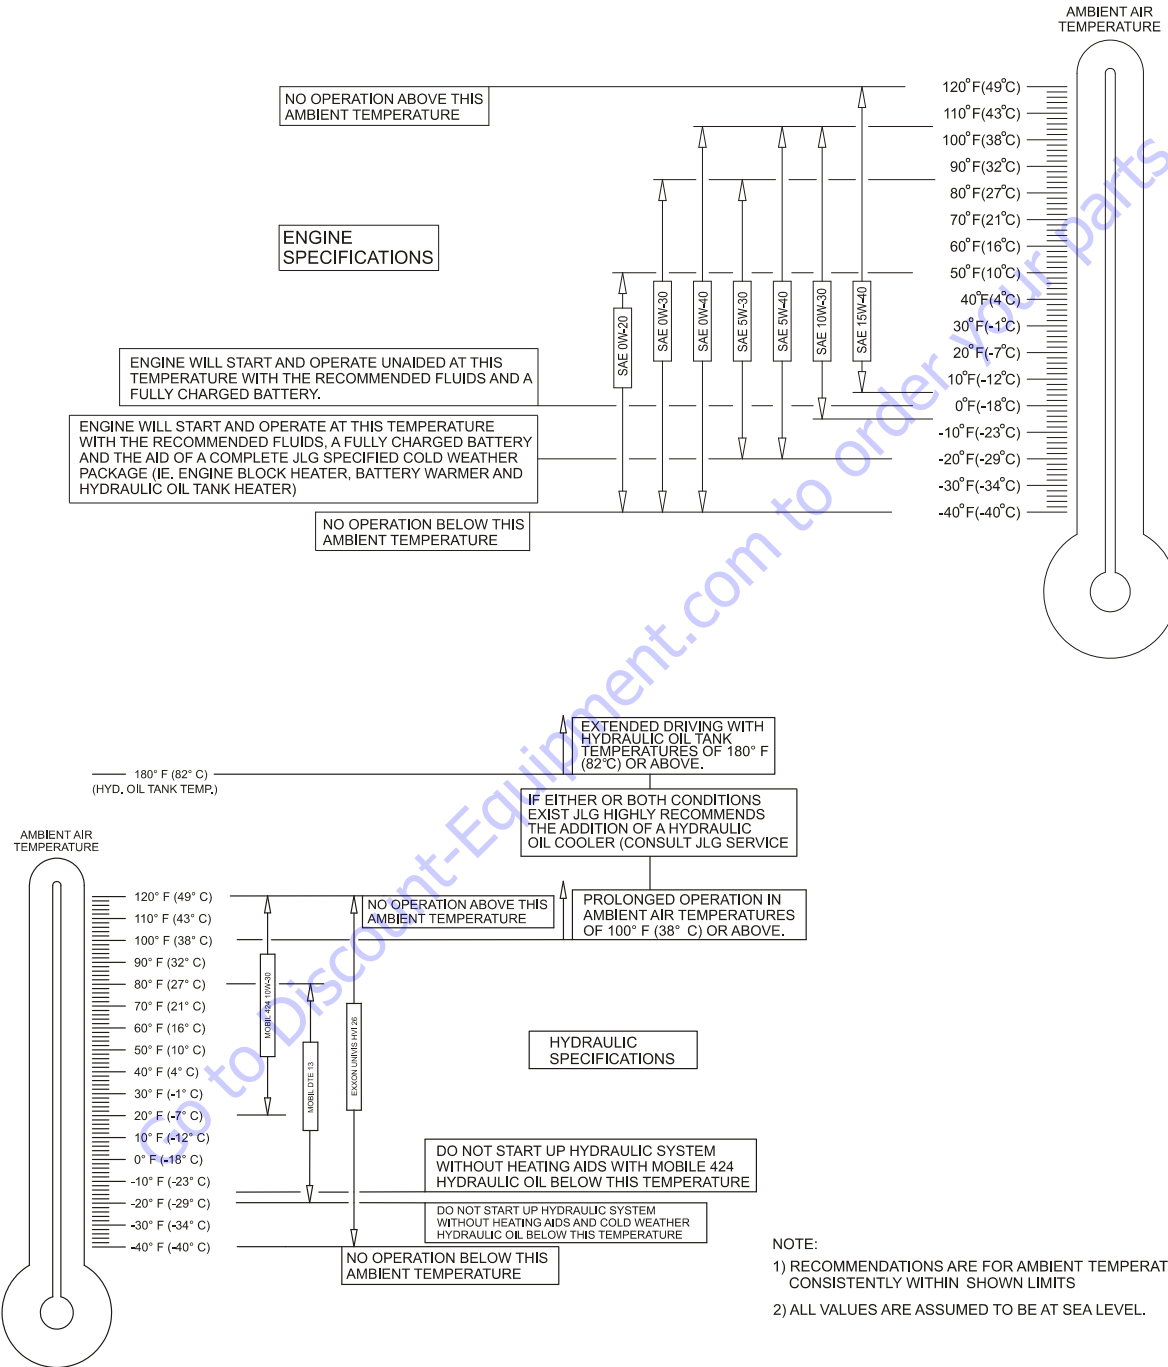 AMBIENT AIR
TEMPERATURE
NO OPERATION ABOVE THIS
AMBIENT TEMPERATURE
120°F(49°C)
110°F(43°C)
100°F(38°C)
90°F(32°C)
80°F(27°C)
70°F(21°C)
60°F(16°C)
50°F(10°C)
40°F(4°C)
30°F(-1°C)
20°F(-7°C)
10°F(-12°C)
0°F(-18°C)
-10°F(-23°C)
-20°F(-29°C)
-30°F(-34°C)
-40°F(-40°C)
ENGINE
SPECIFICATIONS
SAE 0W-20
SAE 0W-30
SAE 0W-40
SAE 5W-30
SAE 5W-40
SAE 10W-30
SAE 15W-40
ENGINE WILL START AND OPERATE UNAIDED AT THIS
TEMPERATURE WITH THE RECOMMENDED FLUIDS AND A
FULLY CHARGED BATTERY.
ENGINE WILL START AND OPERATE AT THIS TEMPERATURE
WITH THE RECOMMENDED FLUIDS, A FULLY CHARGED BATTERY
AND THE AID OF A COMPLETE JLG SPECIFIED COLD WEATHER
PACKAGE (IE. ENGINE BLOCK HEATER, BATTERY WARMER AND
HYDRAULIC OIL TANK HEATER)
NO OPERATION BELOW THIS
AMBIENT TEMPERATURE
EXTENDED DRIVING WITH
HYDRAULIC OIL TANK
TEMPERATURES OF 180° F
(82°C) OR ABOVE.
180° F (82° C)
(HYD. OIL TANK TEMP.)
IF EITHER OR BOTH CONDITIONS
EXIST JLG HIGHLY RECOMMENDS
THE ADDITION OF A HYDRAULIC
OIL COOLER (CONSULT JLG SERVICE
AMBIENT AIR
TEMPERATURE
120° F (49° C)
110° F (43° C)
100° F (38° C)
90° F (32° C)
80° F (27° C)
70° F (21° C)
60° F (16° C)
50° F (10° C)
40° F (4° C)
30° F (-1° C)
20° F (-7° C)
10° F (-12° C)
0° F (-18° C)
-10° F (-23° C)
-20° F (-29° C)
-30° F (-34° C)
-40° F (-40° C)
NO OPERATION ABOVE THIS
AMBIENT TEMPERATURE
PROLONGED OPERATION IN
AMBIENT AIR TEMPERATURES
OF 100° F (38° C) OR ABOVE.
MOBIL 424 10W-30
MOBIL DTE 13
EXXON UNIVIS HVI 26
HYDRAULIC
SPECIFICATIONS
DO NOT START UP HYDRAULIC SYSTEM
WITHOUT HEATING AIDS WITH MOBILE 424
HYDRAULIC OIL BELOW THIS TEMPERATURE
DO NOT START UP HYDRAULIC SYSTEM
WITHOUT HEATING AIDS AND COLD WEATHER
HYDRAULIC OIL BELOW THIS TEMPERATURE
NO OPERATION BELOW THIS
AMBIENT TEMPERATURE
NOTE:
1) RECOMMENDATIONS ARE FOR AMBIENT TEMPERAT
CONSISTENTLY WITHIN SHOWN LIMITS
2) ALL VALUES ARE ASSUMED TO BE AT SEA LEVEL.
Go to Discount-Equipment.com to order your parts